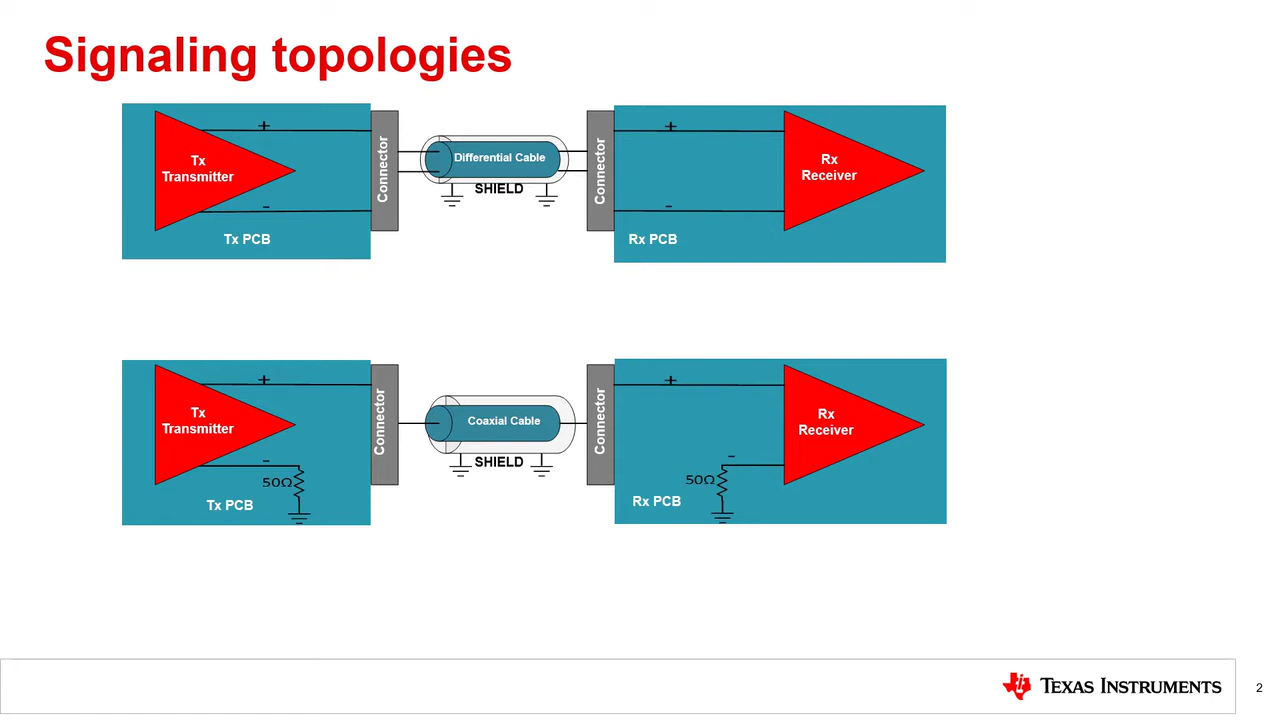 Signaling topologies
+
Tx
Transmitter
-
Tx PCB
Connector
Differential Cable
SHIELD
Connector
+
-
Rx PCB
Rx
Receiver
+
Tx
Transmitter
-
50Ω
Tx PCB
Connector
Coaxial Cable
SHIELD
Connector
+
-
50Ω
Rx PCB
Rx
Receiver
TEXAS INSTRUMENTS
2